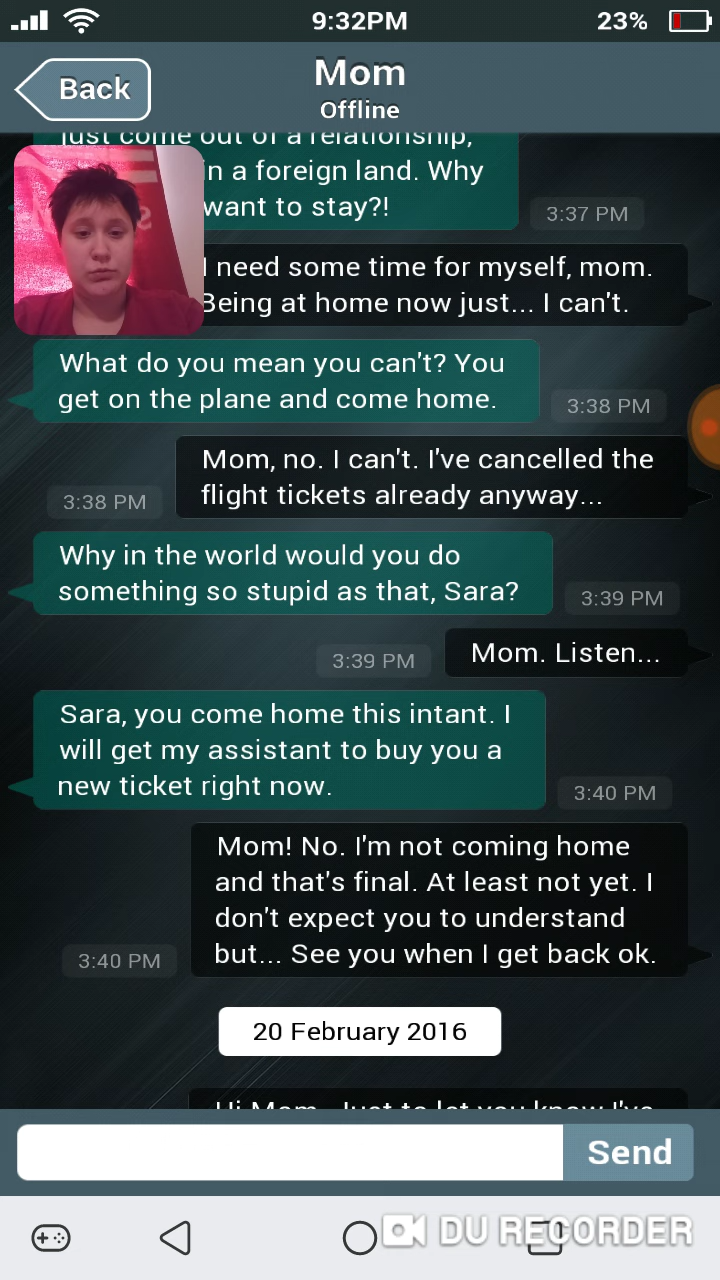 9:32PM
23%
Back
Mom
Offline
just come out of a relationship,
in a foreign land. Why
want to stay?!
3:37 PM
I need some time for myself, mom.
Being at home now just... I can't.
What do you mean you can't? You
get on the plane and come home.
3:38 PM
Mom, no. I can't. I've cancelled the
flight tickets already anyway...
3:38 PM
Why in the world would you do
something so stupid as that, Sara?
3:39 PM
Mom. Listen...
3:39 PM
Sara, you come home this intant. I
will get my assistant to buy you a
new ticket right now.
3:40 PM
Mom! No. I'm not coming home
and that's final. At least not yet. I
don't expect you to understand
but... See you when I get back ok.
3:40 PM
20 February 2016
Hi Mom. Just to let you know I've
Send
DU RECORDER